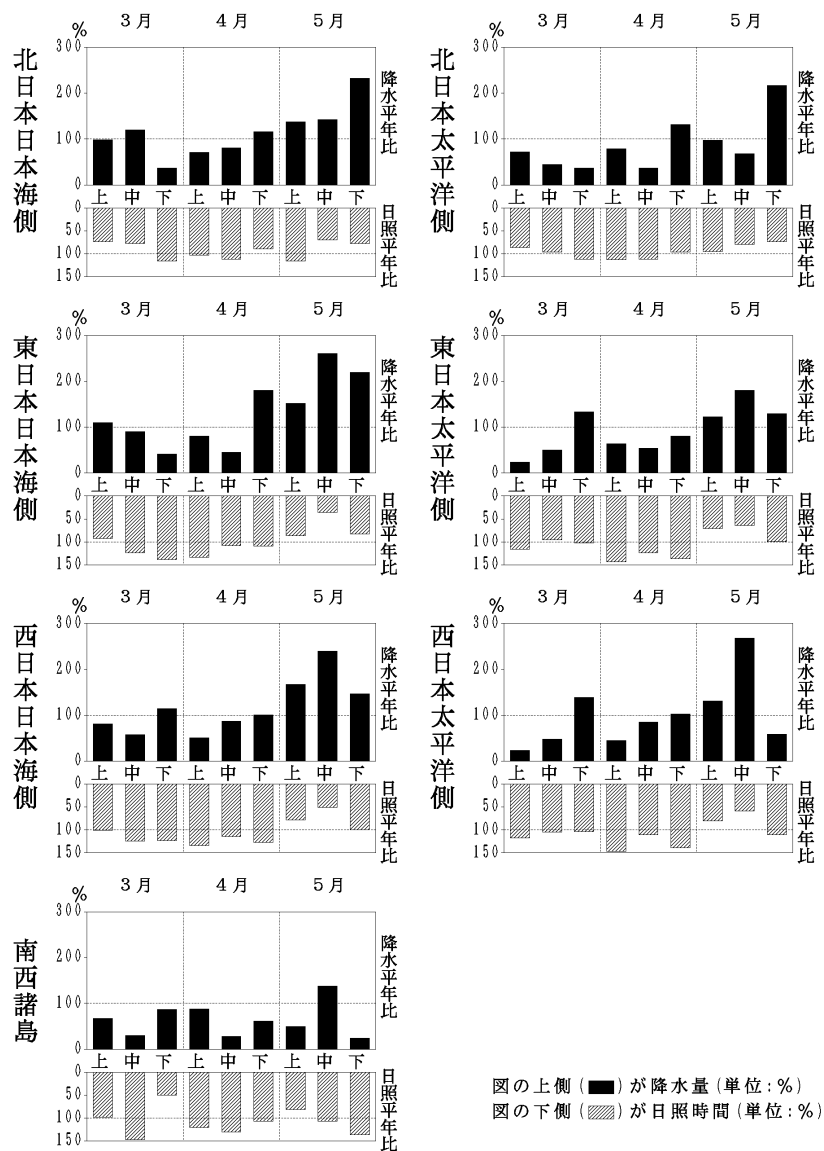 3月 4月 5月
%
北日本日本海側
300
200
100
0
降水平年比
上 中 下 上 中 下 上 中 下
0
50
100
150
日照平年比
3月 4月 5月
%
北日本太平洋側
300
200
100
0
降水平年比
上 中 下 上 中 下 上 中 下
0
50
100
150
日照平年比
3月 4月 5月
%
東日本日本海側
300
200
100
0
降水平年比
上 中 下 上 中 下 上 中 下
0
50
100
150
日照平年比
3月 4月 5月
%
東日本太平洋側
300
200
100
0
降水平年比
上 中 下 上 中 下 上 中 下
0
50
100
150
日照平年比
3月 4月 5月
%
西日本日本海側
300
200
100
0
降水平年比
上 中 下 上 中 下 上 中 下
0
50
100
150
日照平年比
3月 4月 5月
%
西日本太平洋側
300
200
100
0
降水平年比
上 中 下 上 中 下 上 中 下
0
50
100
150
日照平年比
3月 4月 5月
%
南西諸島
300
200
100
0
降水平年比
上 中 下 上 中 下 上 中 下
0
50
100
150
日照平年比
図の上側(■)が降水量(単位:%)
図の下側(▨)が日照時間(単位:%)